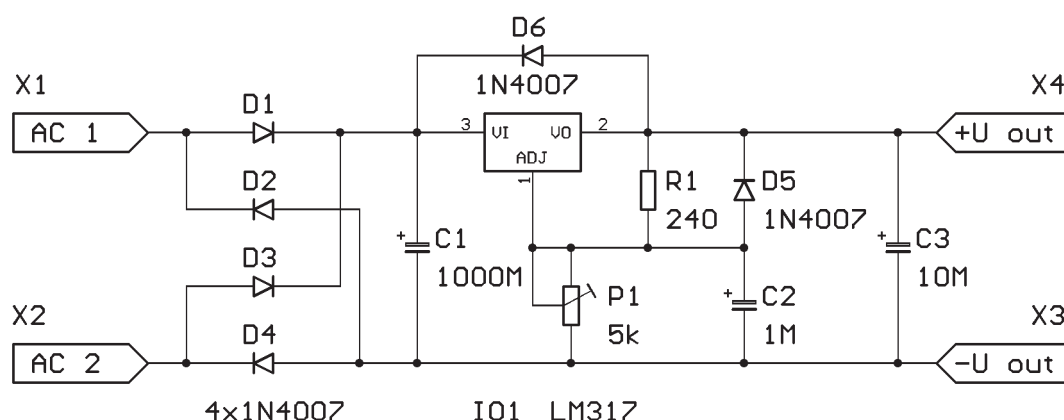 D6
1N4007
X1
X4
D1
AC 1
3
VI
VO
2
+U out
ADJ
1
D2
R1
240
D5
1N4007
+
C1
1000M
D3
+
C3
10M
+
C2
1M
P1
5k
X2
X3
D4
AC 2
-U out
4x1N4007
IO1 LM317